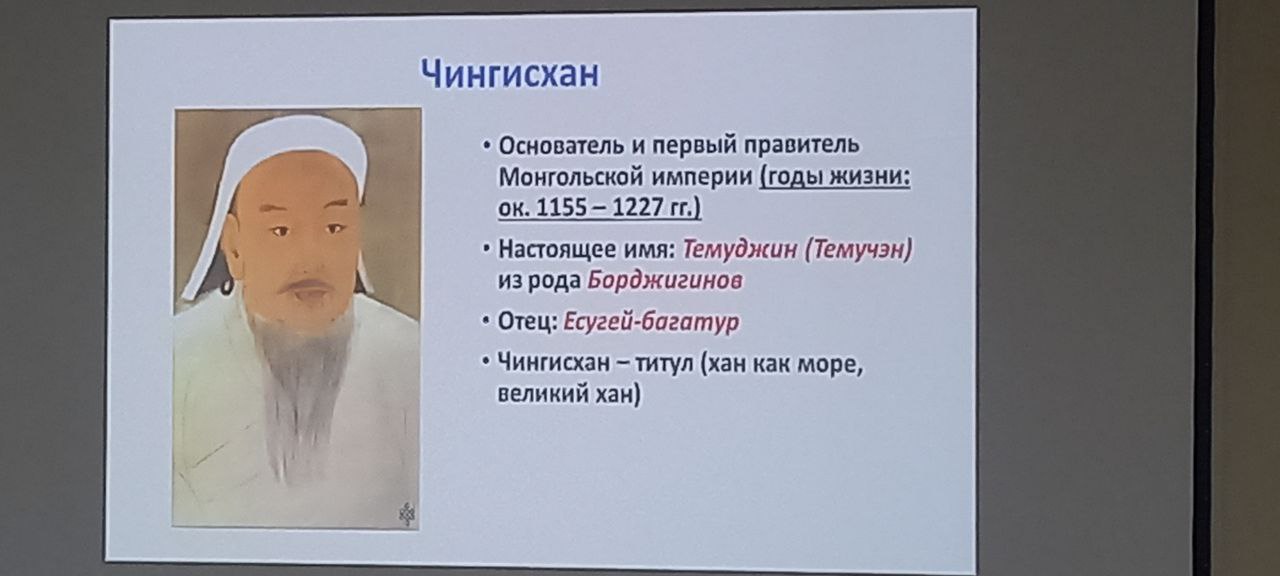 Чингисхан
• Основатель и первый правитель
Монгольской империи (годы жизни:
ок. 1155 – 1227 гг.)
• Настоящее имя: Темуджин (Темучэн)
из рода Борджигинов
• Отец: Есугей-багатур
• Чингисхан – титул (хан как море,
великий хан)